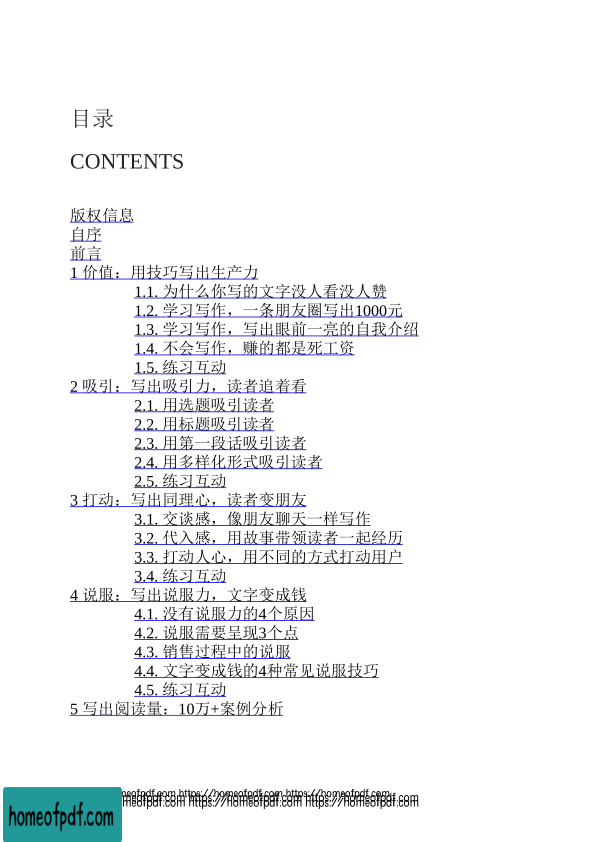 目录
CONTENTS
版权信息
自序
前言
1 价值：用技巧写出生产力
1.1. 为什么你写的文字没人看没人赞
1.2. 学习写作，一条朋友圈写出1000元
1.3. 学习写作，写出眼前一亮的自我介绍
1.4. 不会写作，赚的都是死工资
1.5. 练习互动
2 吸引：写出吸引力，读者追着看
2.1. 用选题吸引读者
2.2. 用标题吸引读者
2.3. 用第一段话吸引读者
2.4. 用多样化形式吸引读者
2.5. 练习互动
3 打动：写出同理心，读者变朋友
3.1. 交谈感，像朋友聊天一样写作
3.2. 代入感，用故事带领读者一起经历
3.3. 打动人心，用不同的方式打动用户
3.4. 练习互动
4 说服：写出说服力，文字变成钱
4.1. 没有说服力的4个原因
4.2. 说服需要呈现3个点
4.3. 销售过程中的说服
4.4. 文字变成钱的4种常见说服技巧
4.5. 练习互动
5 写出阅读量：10万+案例分析
meofpdf.com https://homeofpdf.com https://homeofpdf.com
meofpdf.com https://homeofpdf.com https://homeofpdf.com
homeofpdf.com